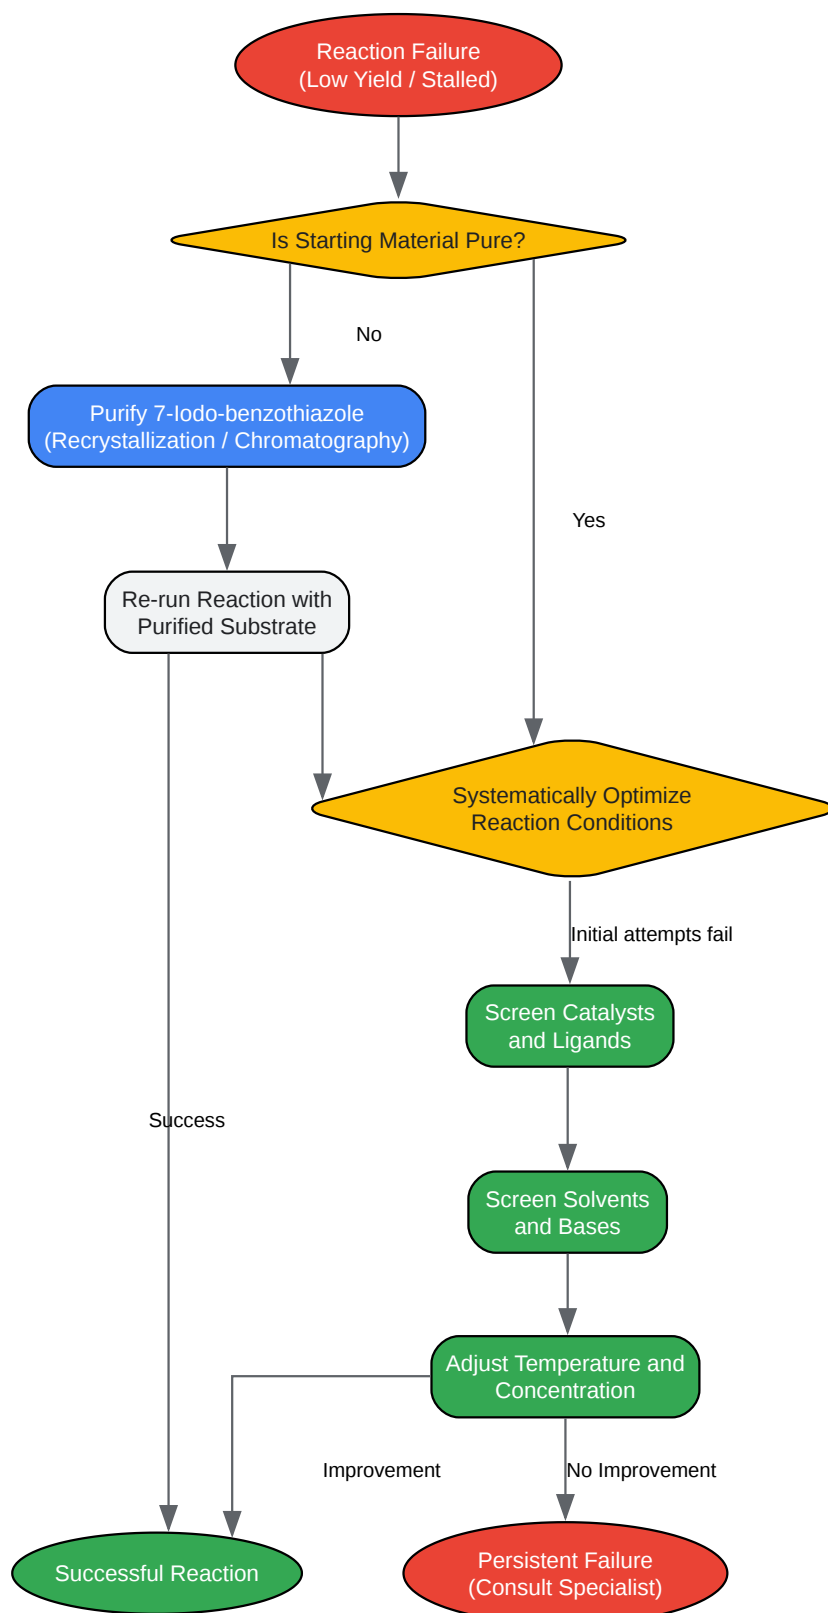 Reaction Failure
(Low Yield / Stalled)
Is Starting Material Pure?
No
Purify 7-Iodo-benzothiazole
(Recrystallization / Chromatography)
Yes
Re-run Reaction with
Purified Substrate
Systematically Optimize
Reaction Conditions
Initial attempts fail
Screen Catalysts
and Ligands
Success
Screen Solvents
and Bases
Adjust Temperature and
Concentration
Improvement
No Improvement
Successful Reaction
Persistent Failure
(Consult Specialist)